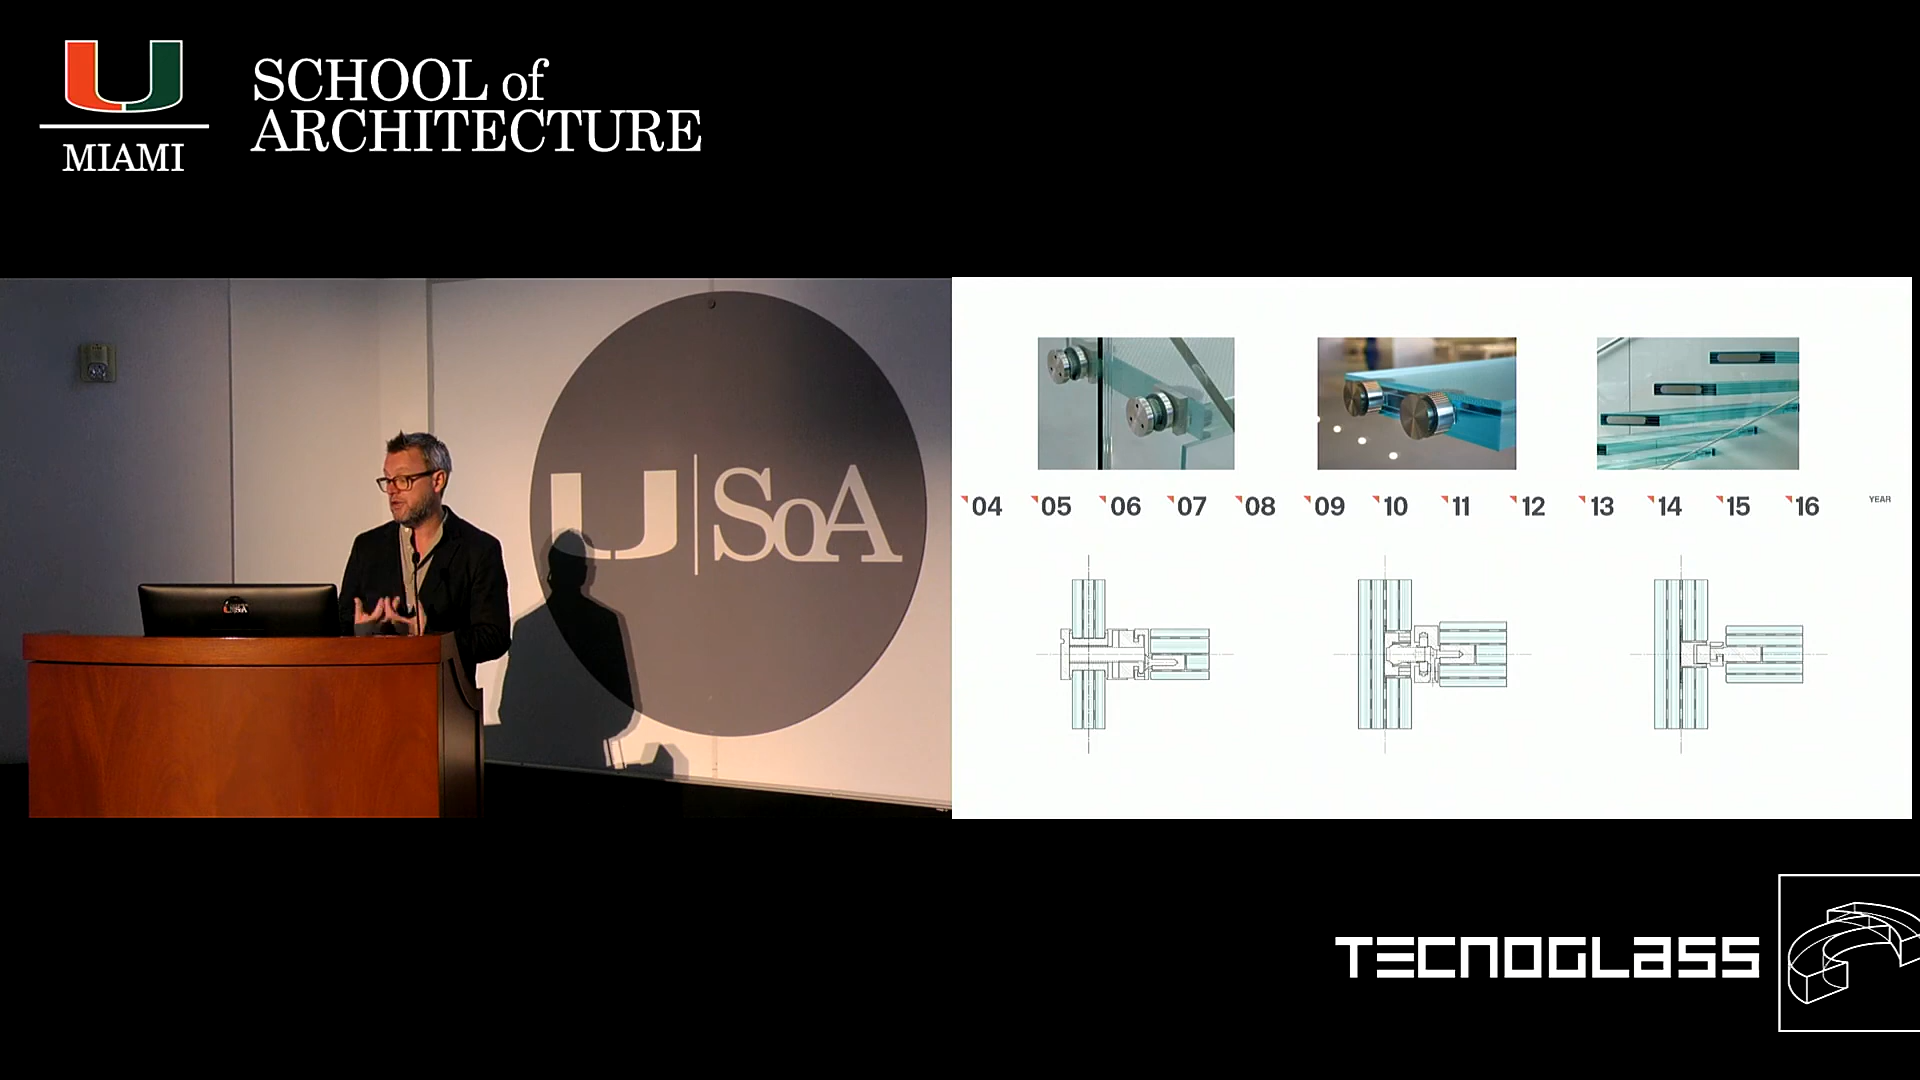 MIAMI
SCHOOL of
ARCHITECTURE
U SoA
04 05 06 07 08 09 10 11 12 13 14 15 16 YEAR
TECNOGLASS